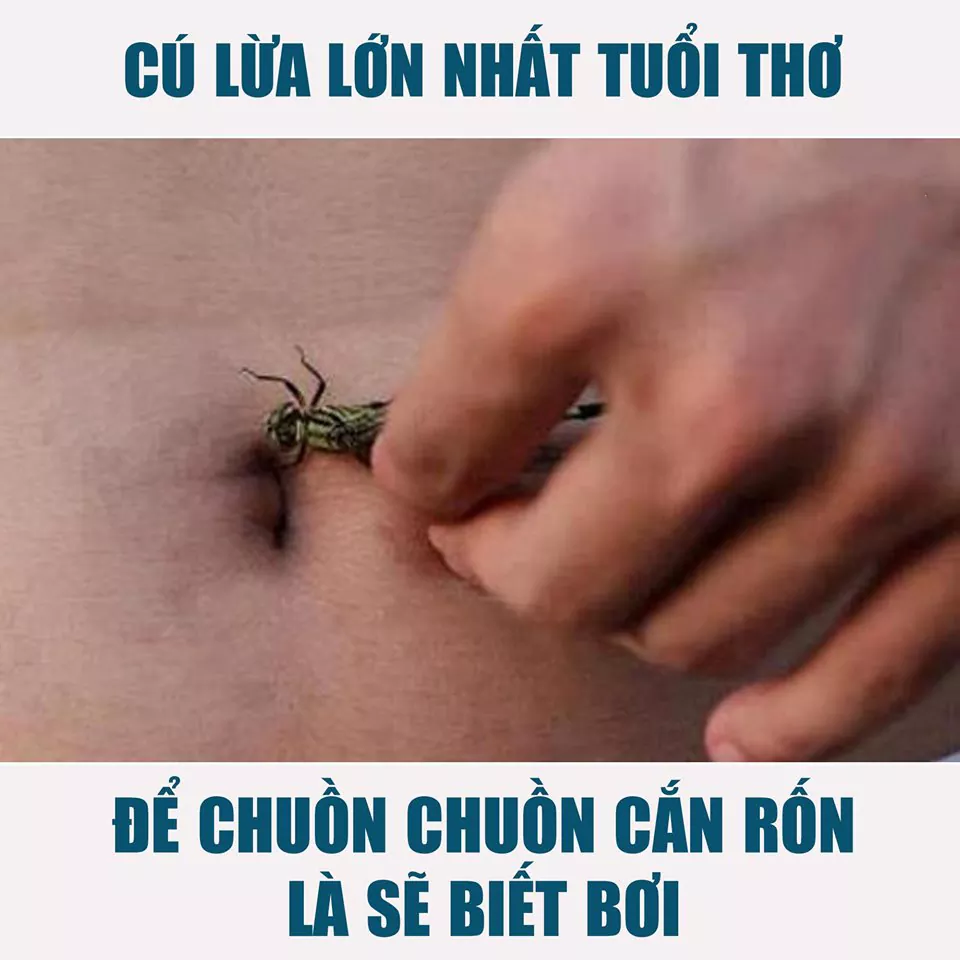 CÚ LỪA LỚN NHẤT TUỔI THƠ
ĐỂ CHUỒN CHUỒN CẮN RỐN
LÀ SẼ BIẾT BƠI